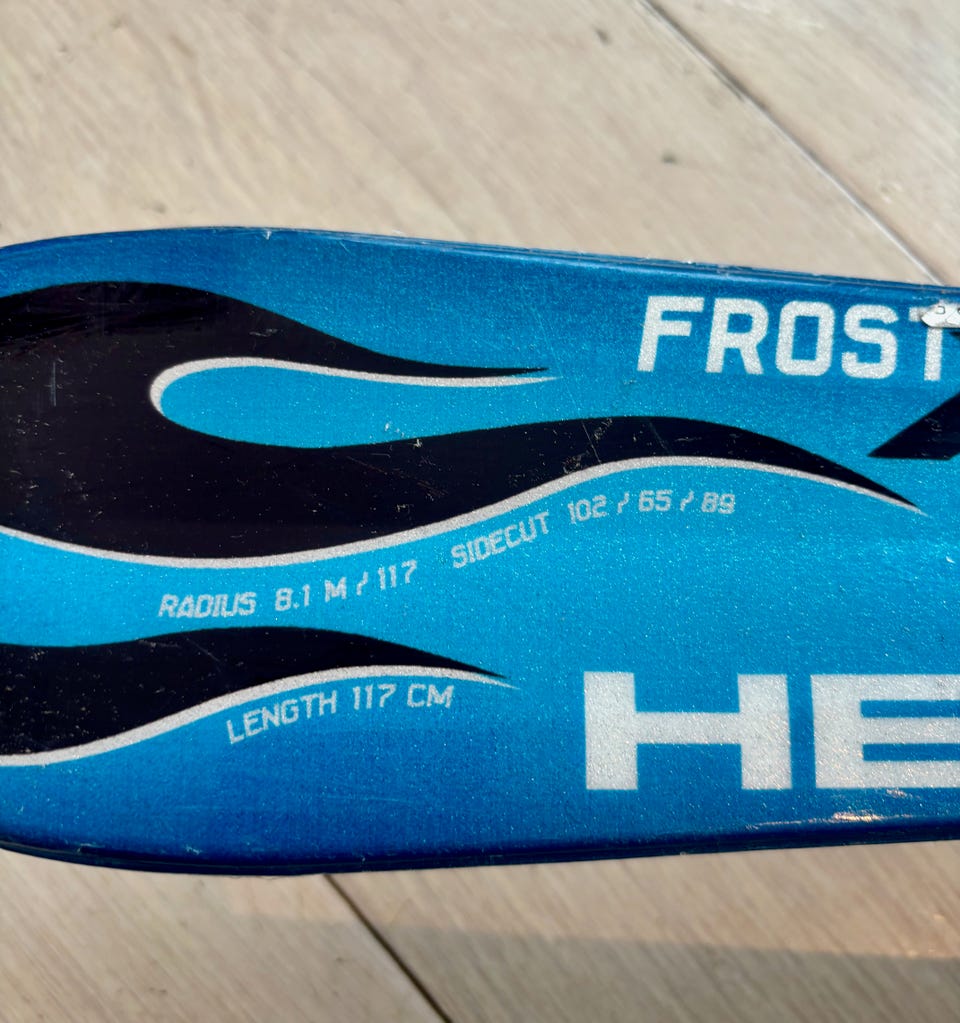 FROST
SIDECUT 102 / 65 / 89
RADIUS 8.1 M / 117
LENGTH 117 CM
HE